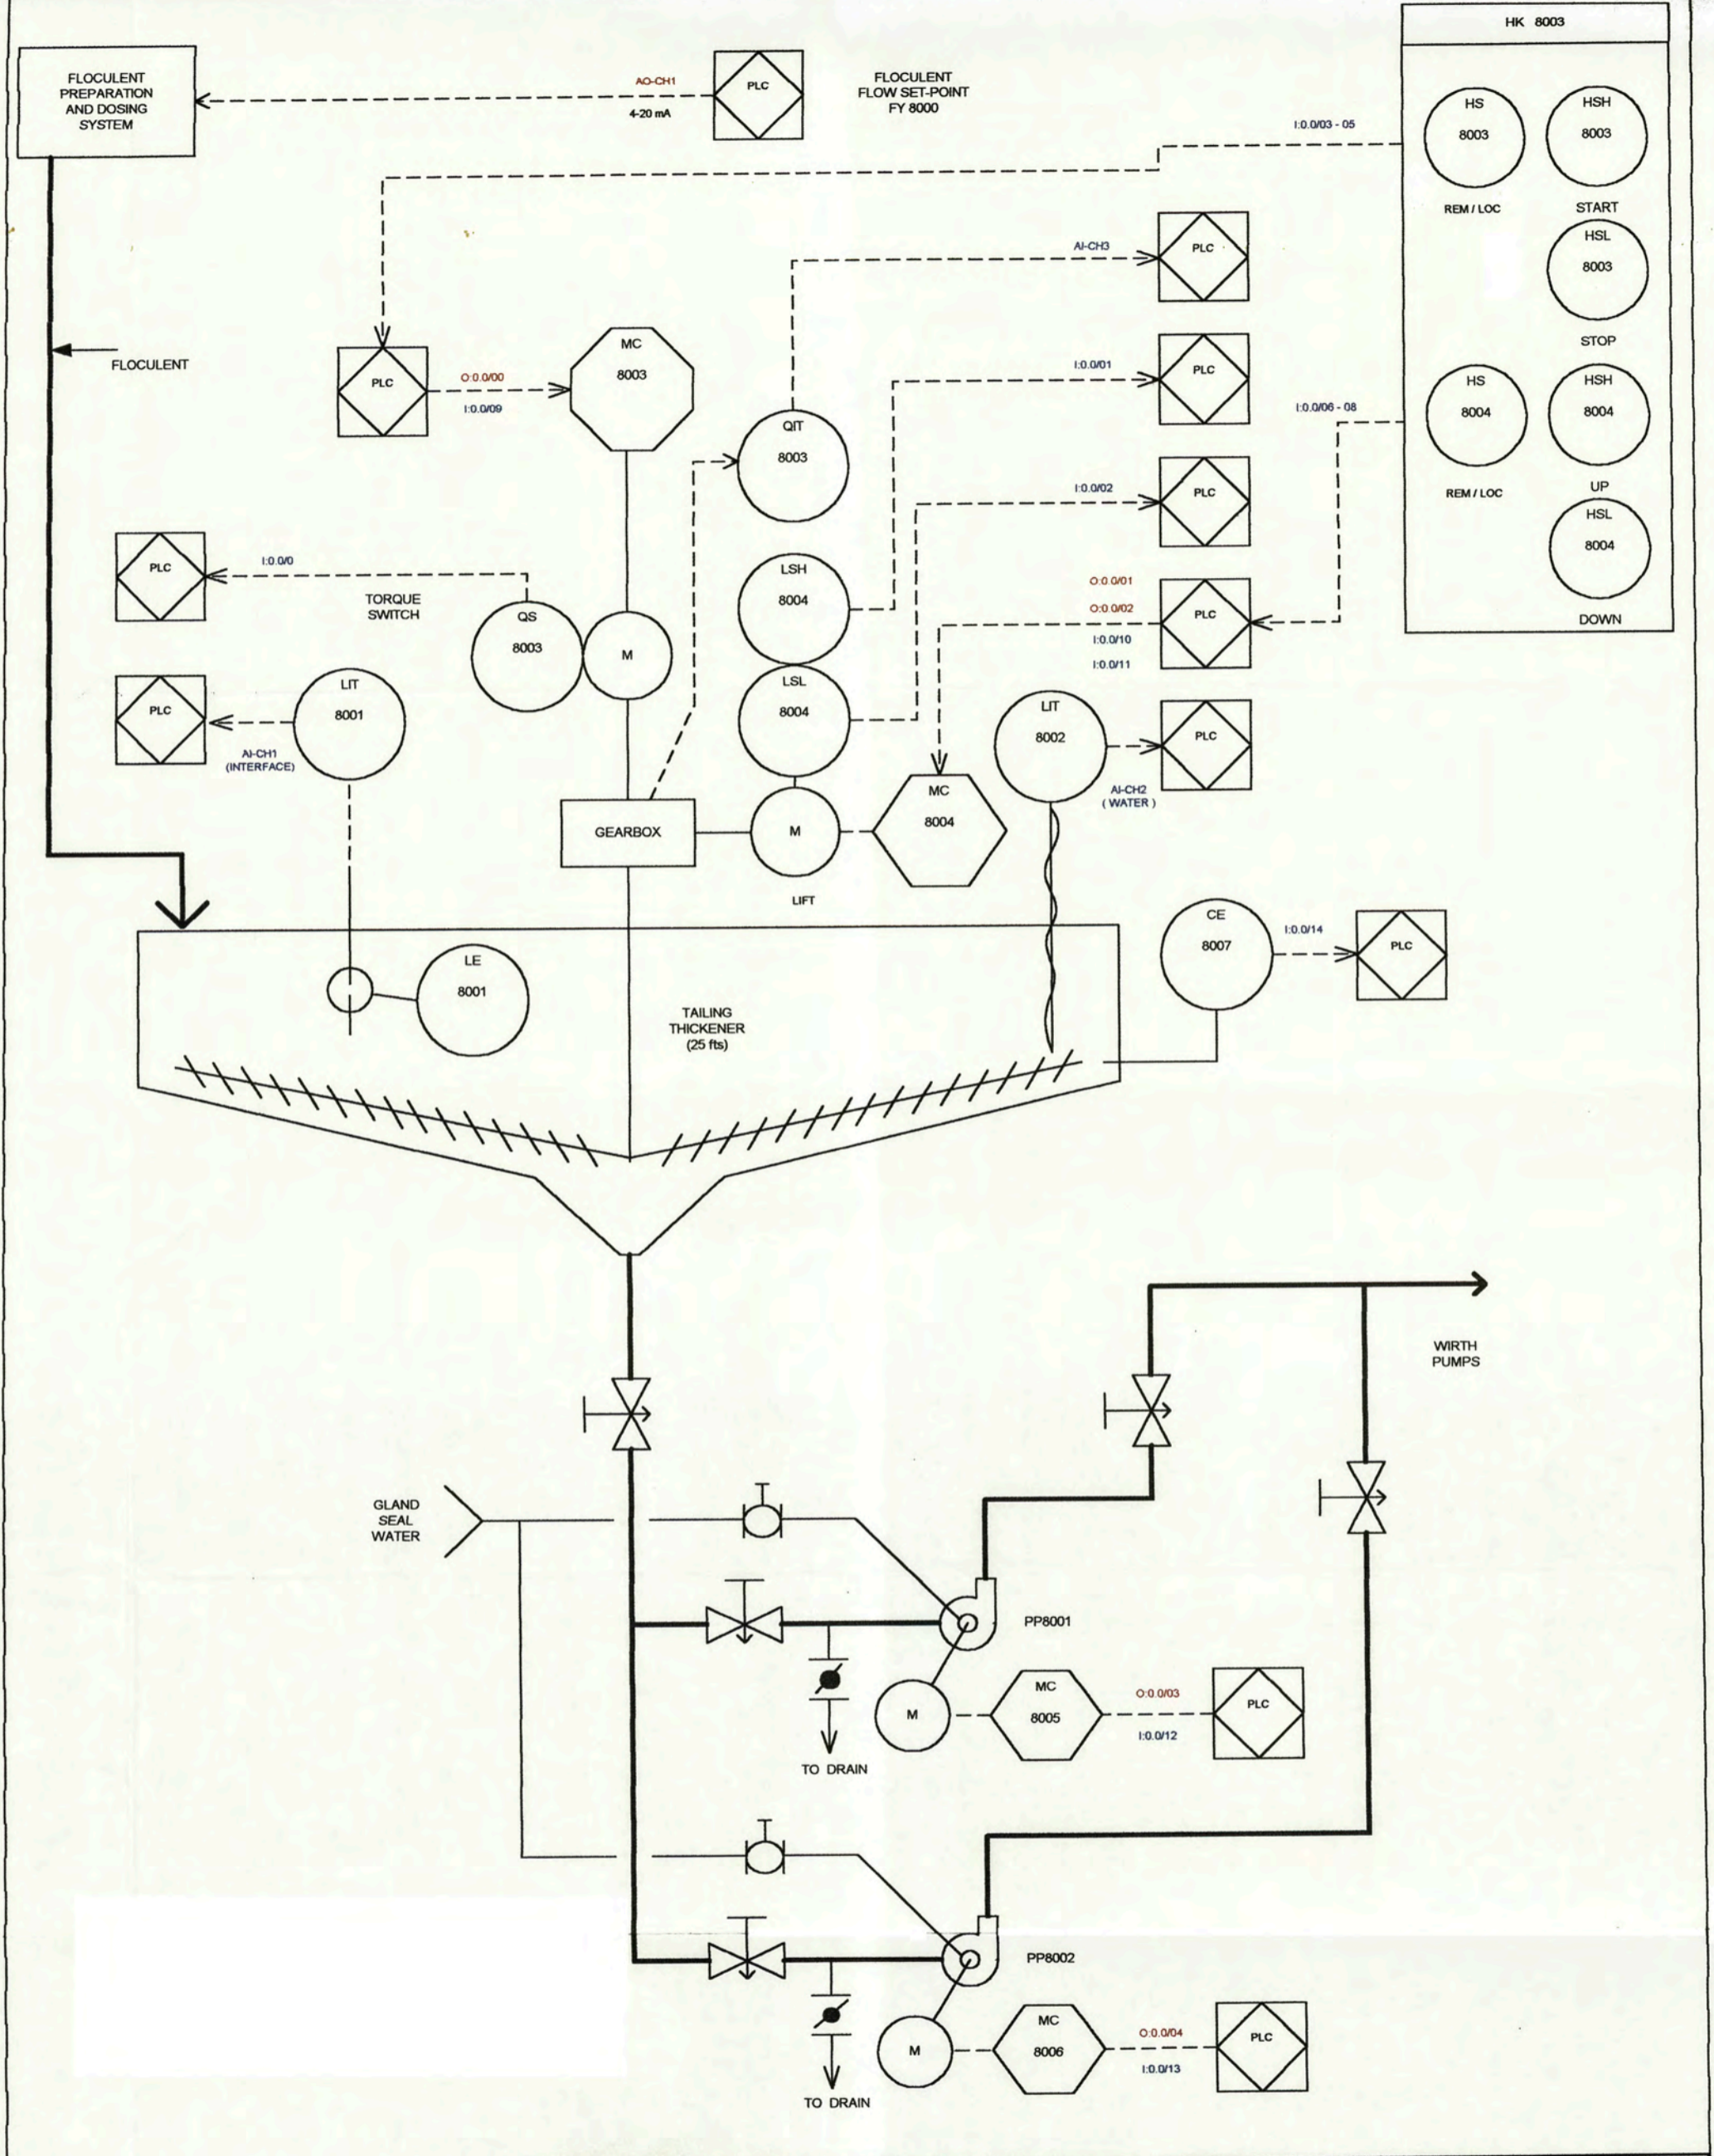 HK 8003
FLOCULENT
PREPARATION
AND DOSING
SYSTEM
AO-CH1
4-20 mA
PLC
FLOCULENT
FLOW SET-POINT
FY 8000
I:0.0/03 - 05
HS
8003
REM / LOC
HSH
8003
START
HSL
8003
STOP
HS
8004
REM / LOC
HSH
8004
UP
HSL
8004
DOWN
I:0.0/06 - 08
AI-CH3
PLC
FLOCULENT
PLC
O:0.0/00
I:0.0/09
MC
8003
I:0.0/01
PLC
QIT
8003
I:0.0/02
PLC
PLC
I:0.0/0
TORQUE
SWITCH
QS
8003
M
LSH
8004
LSL
8004
O:0.0/01
O:0.0/02
I:0.0/10
I:0.0/11
PLC
PLC
AI-CH1
(INTERFACE)
LIT
8001
LIT
8002
AI-CH2
( WATER )
PLC
GEARBOX
M
LIFT
MC
8004
CE
8007
I:0.0/14
PLC
LE
8001
TAILING
THICKENER
(25 fts)
WIRTH
PUMPS
GLAND
SEAL
WATER
PP8001
M
MC
8005
O:0.0/03
I:0.0/12
PLC
TO DRAIN
PP8002
M
MC
8006
O:0.0/04
I:0.0/13
PLC
TO DRAIN